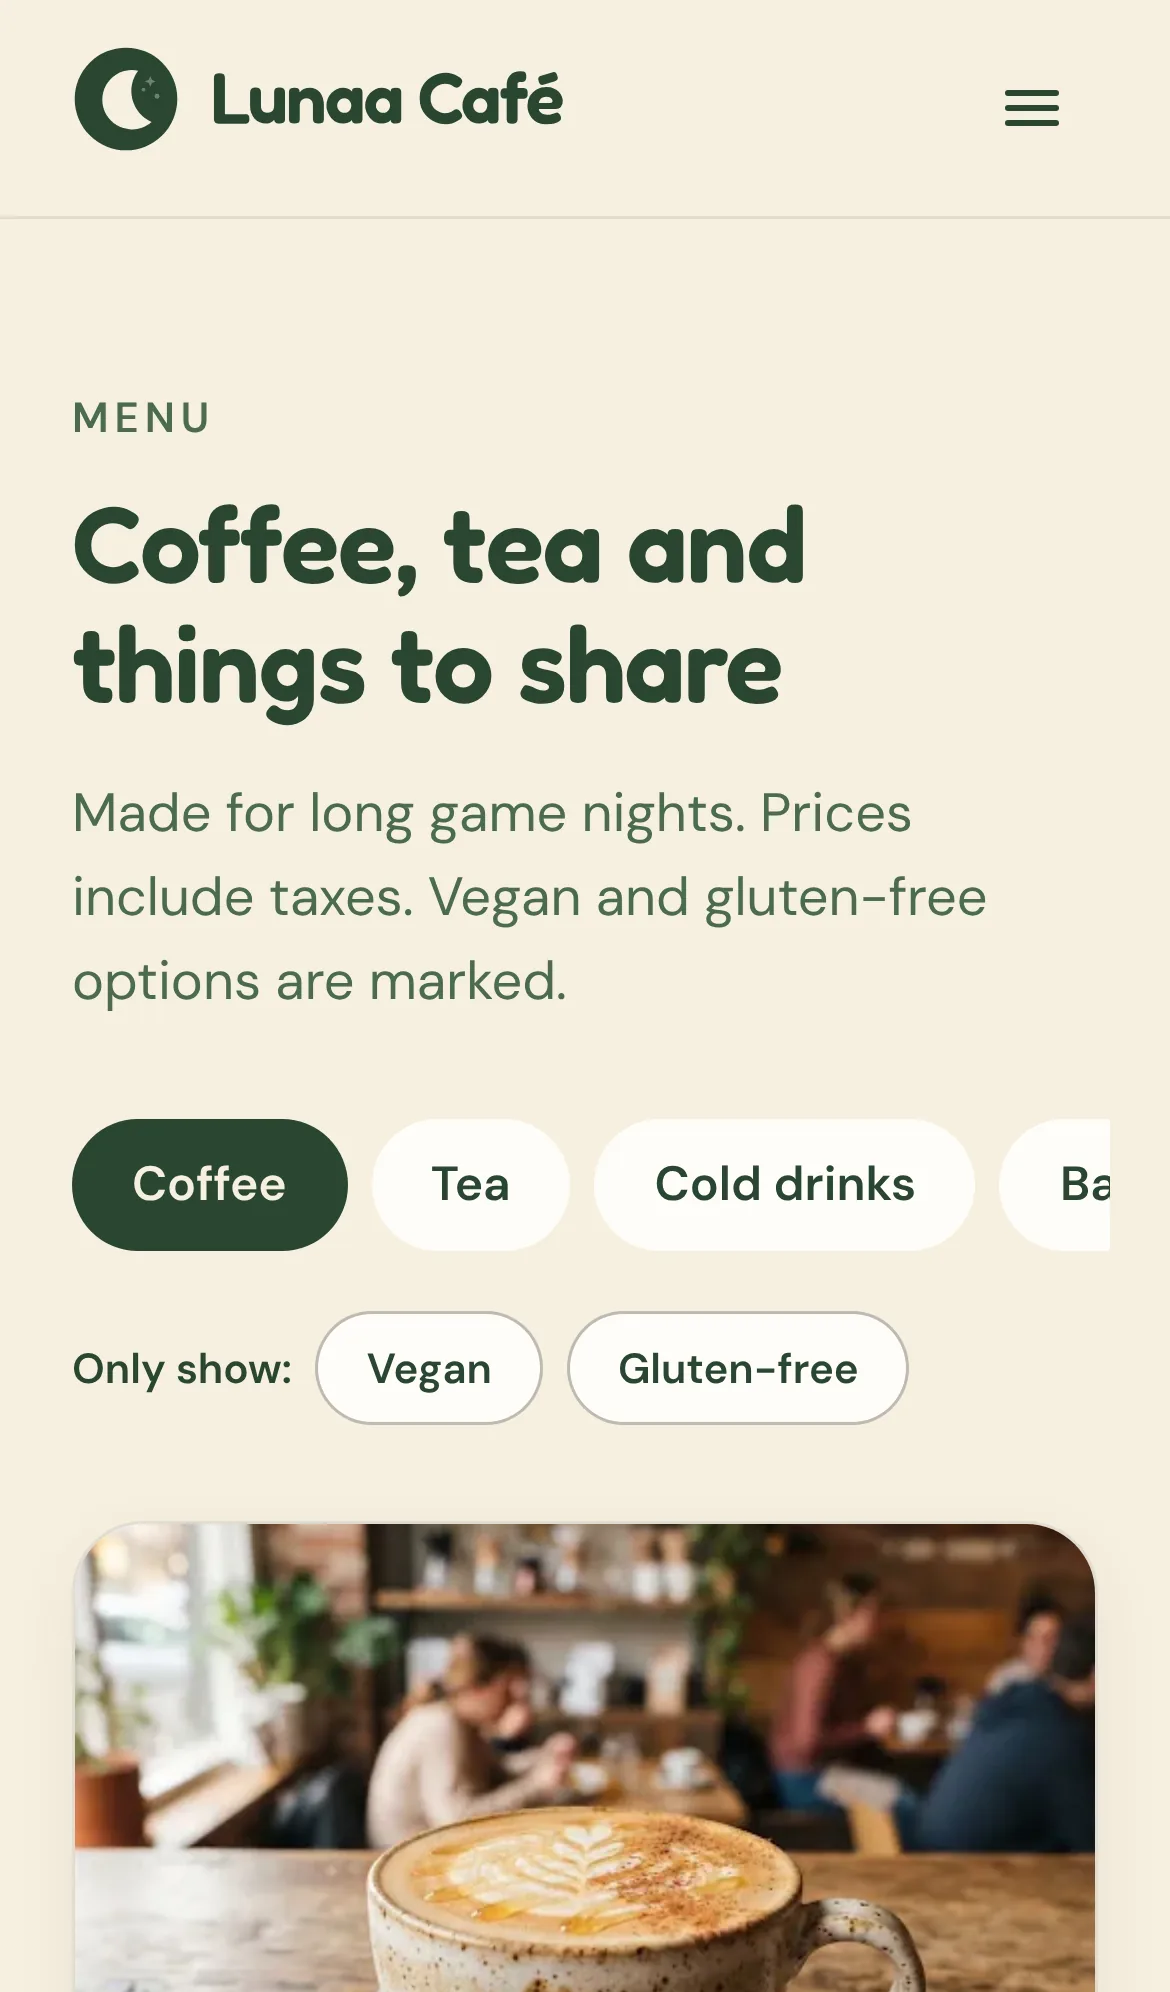 Lunaa Café
MENU
Coffee, tea and
things to share
Made for long game nights. Prices
include taxes. Vegan and gluten-free
options are marked.
Coffee Tea Cold drinks Ba
Only show: Vegan Gluten-free